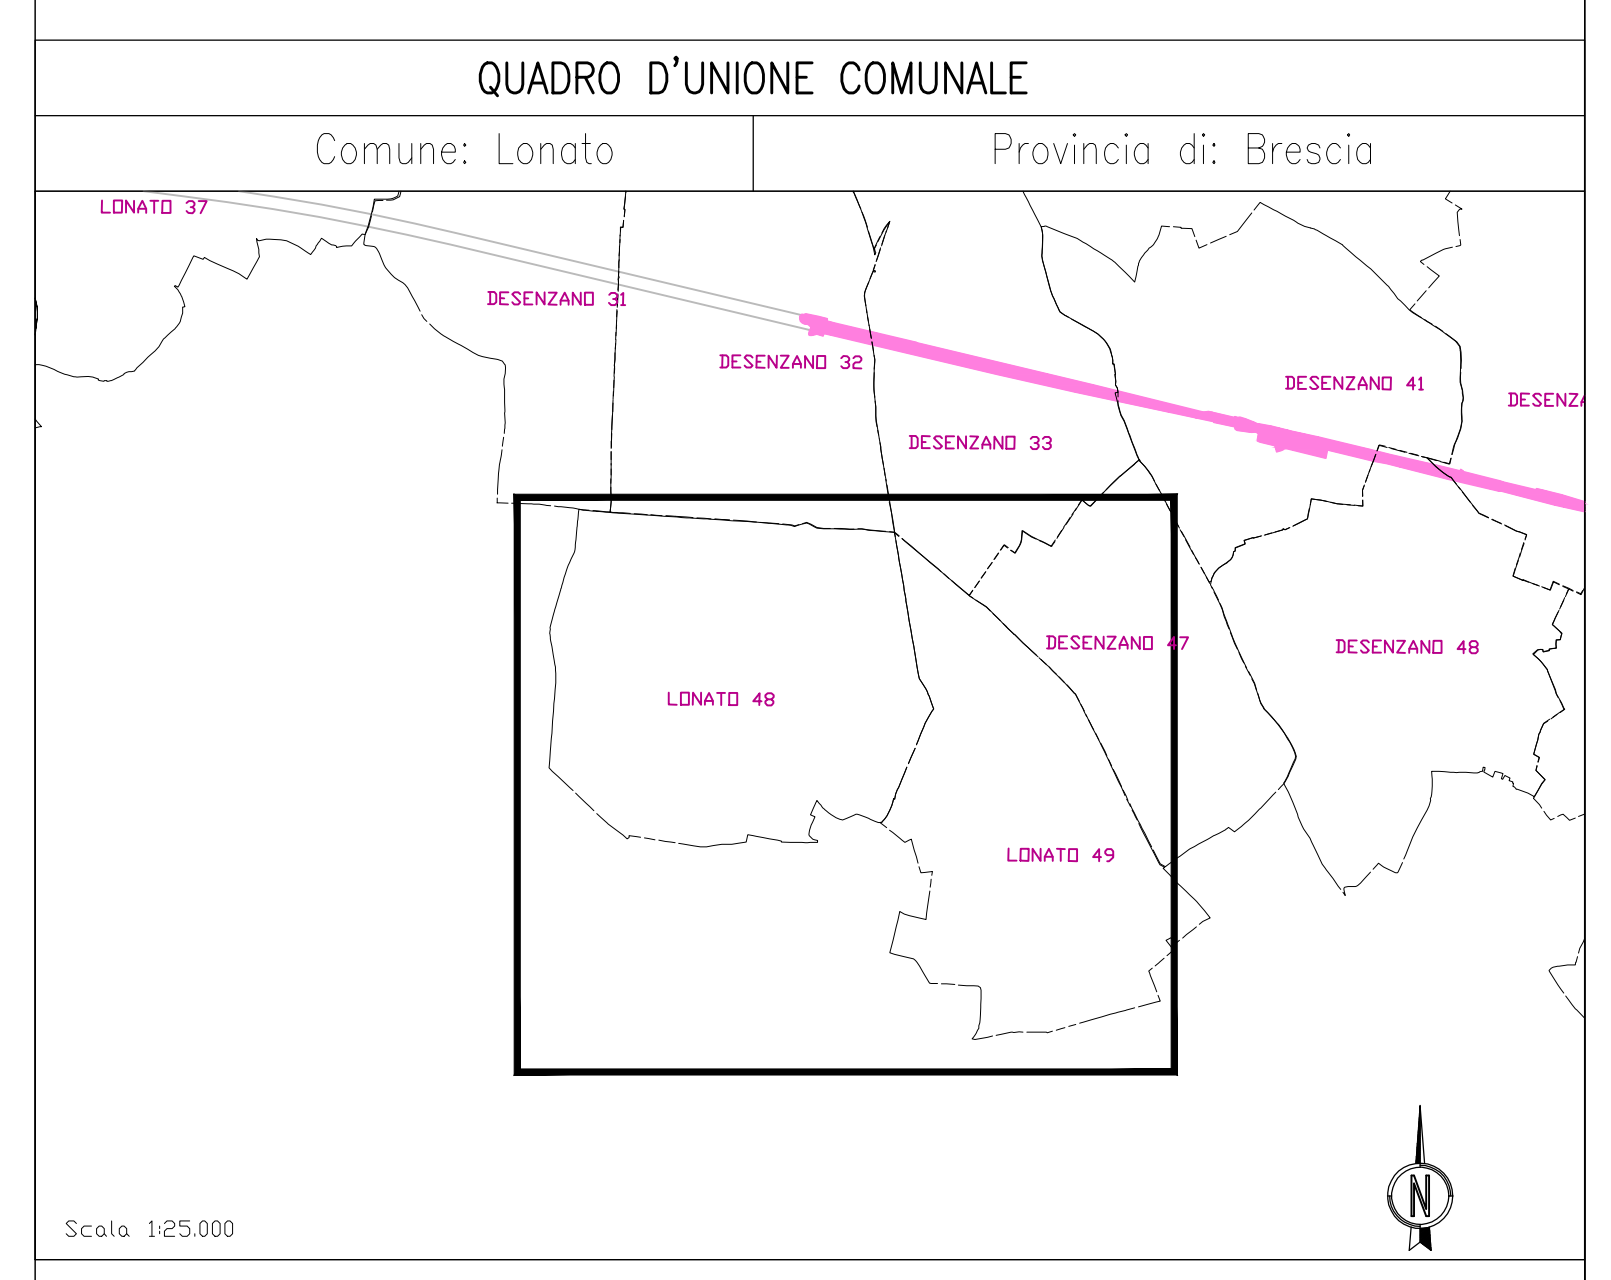 QUADRO D'UNIONE COMUNALE
Comune: Lonato
Provincia di: Brescia
LONATO 37
DESENZANO 31
DESENZANO 32
DESENZANO 41
DESENZA
DESENZANO 33
DESENZANO 47
DESENZANO 48
LONATO 48
LONATO 49
N
Scala 1:25.000